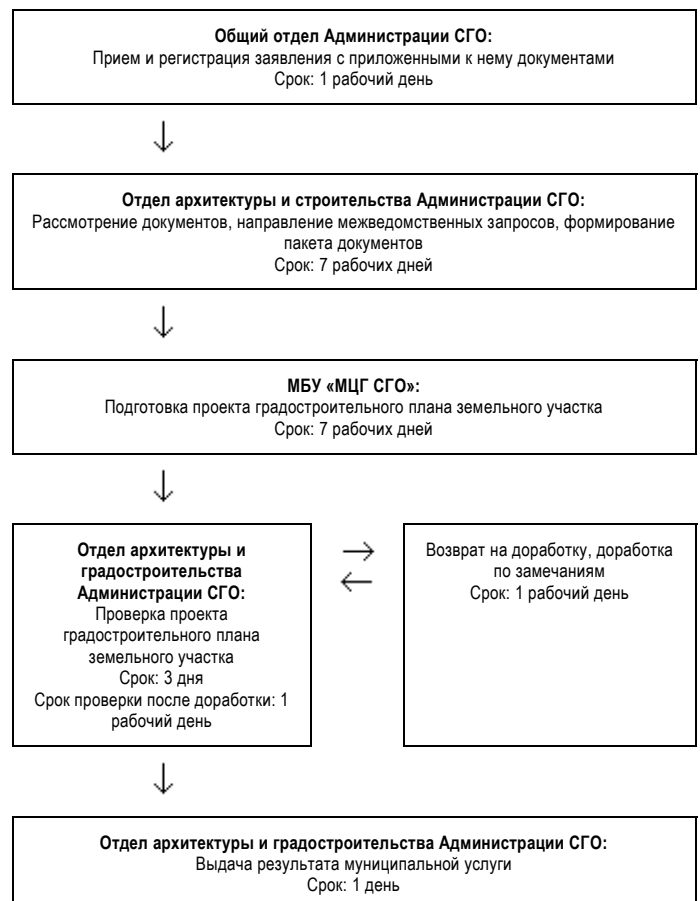 Общий отдел Администрации СГО:
Прием и регистрация заявления с приложенными к нему документами
Срок: 1 рабочий день
↓
Отдел архитектуры и строительства Администрации СГО:
Рассмотрение документов, направление межведомственных запросов, формирование
пакета документов
Срок: 7 рабочих дней
↓
МБУ «МЦГ СГО»:
Подготовка проекта градостроительного плана земельного участка
Срок: 7 рабочих дней
↓
Отдел архитектуры и
градостроительства
Администрации СГО:
Проверка проекта
градостроительного плана
земельного участка
Срок: 3 дня
Срок проверки после доработки: 1
рабочий день
→
←
Возврат на доработку, доработка
по замечаниям
Срок: 1 рабочий день
↓
Отдел архитектуры и градостроительства Администрации СГО:
Выдача результата муниципальной услуги
Срок: 1 день